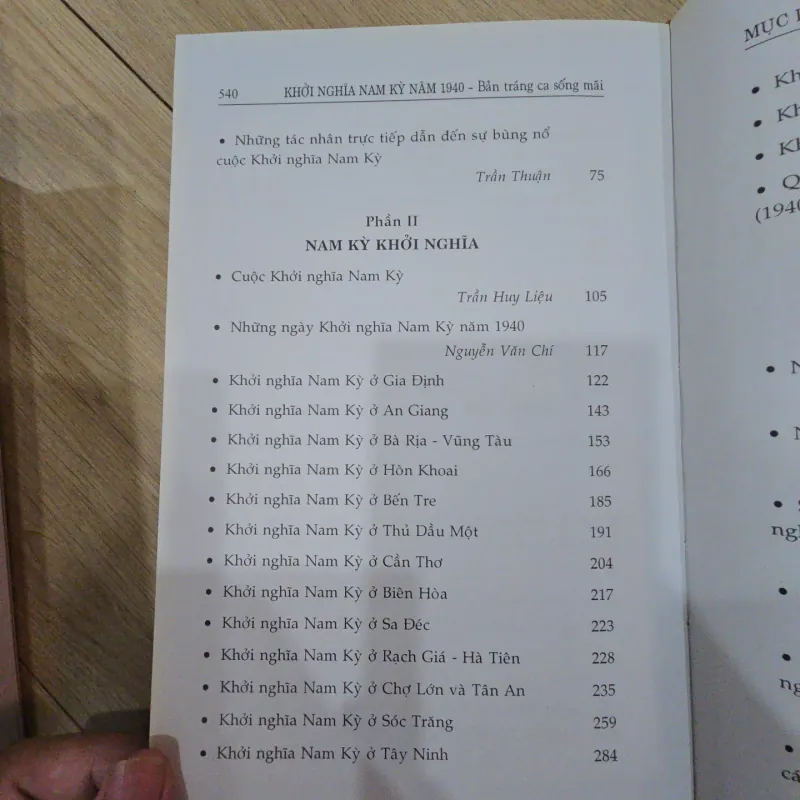 540 KHỞI NGHĨA NAM KỲ NĂM 1940 - Bản tráng ca sống mãi
• Những tác nhân trực tiếp dẫn đến sự bùng nổ
cuộc Khởi nghĩa Nam Kỳ
Trần Thuận 75
Phần II
NAM KỲ KHỞI NGHĨA
• Cuộc Khởi nghĩa Nam Kỳ
Trần Huy Liệu 105
• Những ngày Khởi nghĩa Nam Kỳ năm 1940
Nguyễn Văn Chí 117
• Khởi nghĩa Nam Kỳ ở Gia Định 122
• Khởi nghĩa Nam Kỳ ở An Giang 143
• Khởi nghĩa Nam Kỳ ở Bà Rịa - Vũng Tàu 153
• Khởi nghĩa Nam Kỳ ở Hòn Khoai 166
• Khởi nghĩa Nam Kỳ ở Bến Tre 185
• Khởi nghĩa Nam Kỳ ở Thủ Dầu Một 191
• Khởi nghĩa Nam Kỳ ở Cần Thơ 204
• Khởi nghĩa Nam Kỳ ở Biên Hòa 217
• Khởi nghĩa Nam Kỳ ở Sa Đéc 223
• Khởi nghĩa Nam Kỳ ở Rạch Giá - Hà Tiên 228
• Khởi nghĩa Nam Kỳ ở Chợ Lớn và Tân An 235
• Khởi nghĩa Nam Kỳ ở Sóc Trăng 259
• Khởi nghĩa Nam Kỳ ở Tây Ninh 284
MỤC
(1940